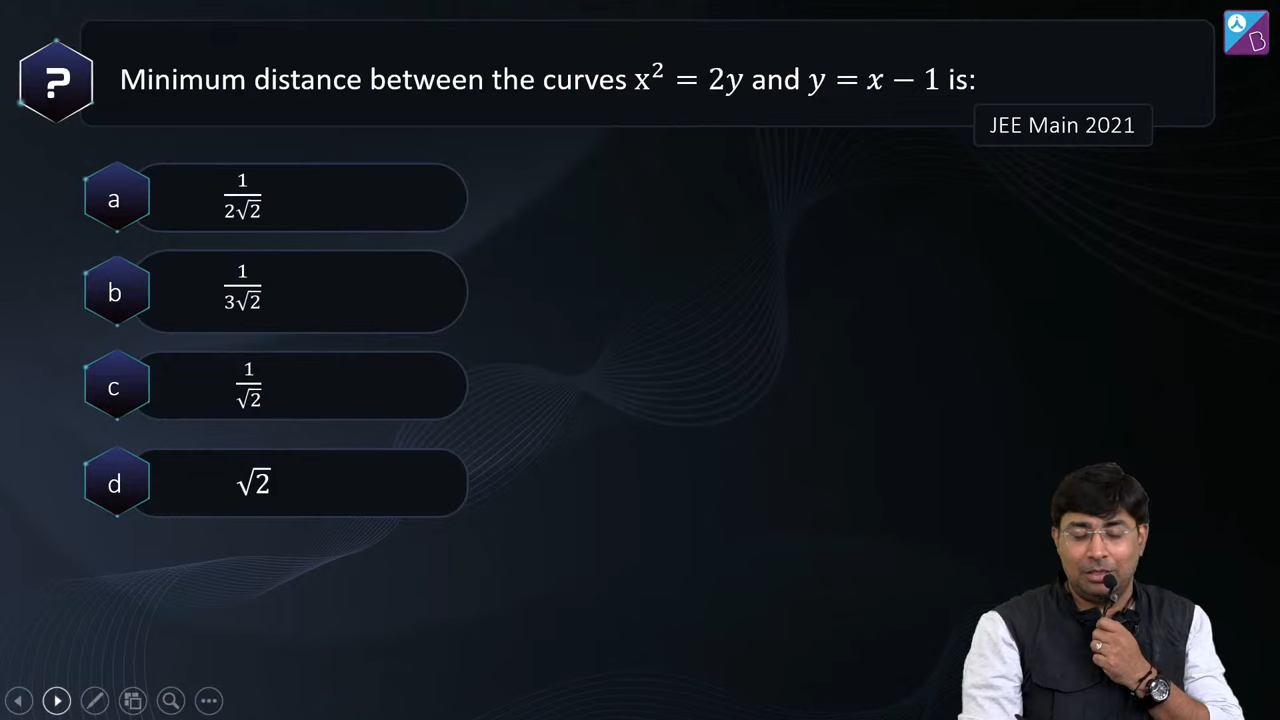 ?
Minimum distance between the curves x² = 2y and y = x − 1 is:
JEE Main 2021
a 1/(2√2)
b 1/(3√2)
c 1/√2
d √2